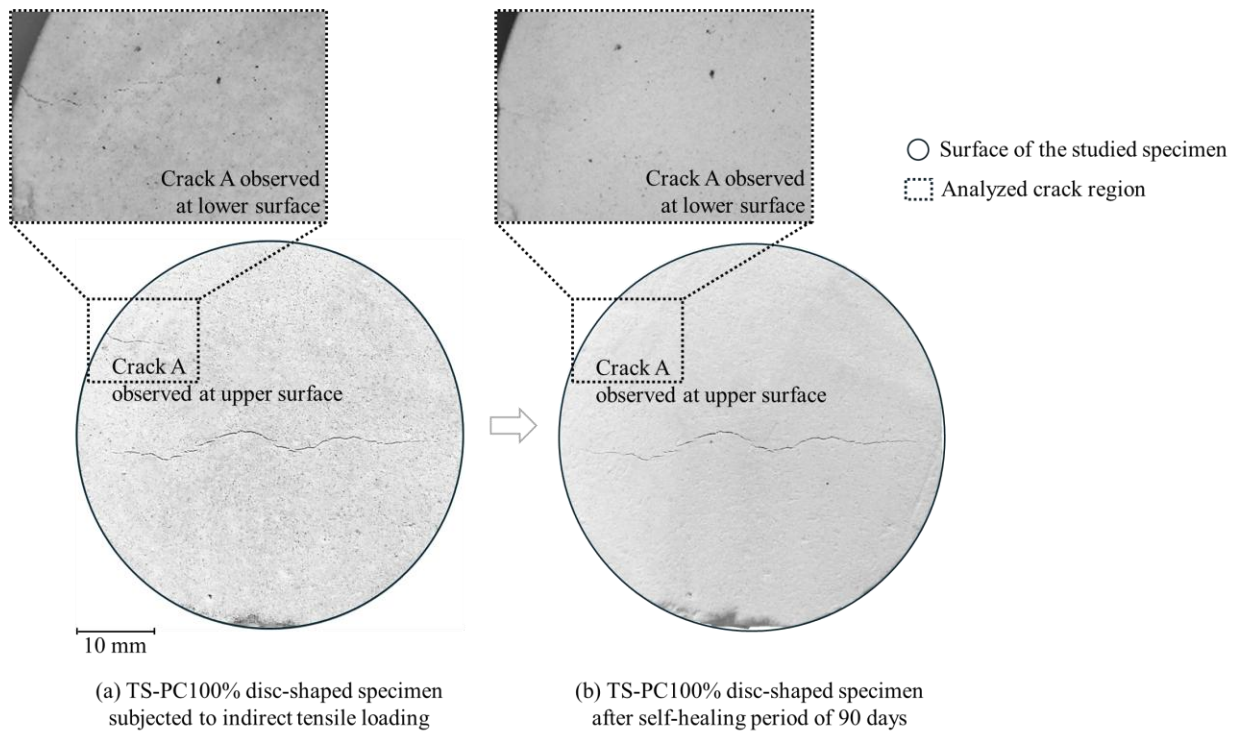 Crack A observed
at lower surface
Crack A observed
at lower surface
Surface of the studied specimen
Analyzed crack region
Crack A
observed at upper surface
Crack A
observed at upper surface
10 mm
(a) TS-PC100% disc-shaped specimen
subjected to indirect tensile loading
(b) TS-PC100% disc-shaped specimen
after self-healing period of 90 days